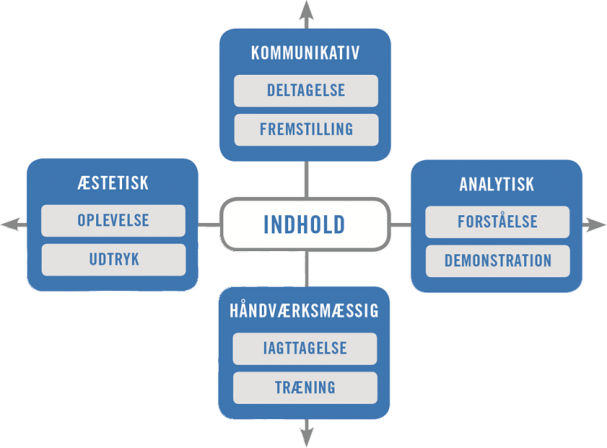 KOMMUNIKATIV
DELTAGELSE
FREMSTILLING
ÆSTETISK
OPLEVELSE
UDTRYK
INDHOLD
ANALYTISK
FORSTÅELSE
DEMONSTRATION
HÅNDVÆRKSMÆSSIG
IAGTTAGELSE
TRÆNING